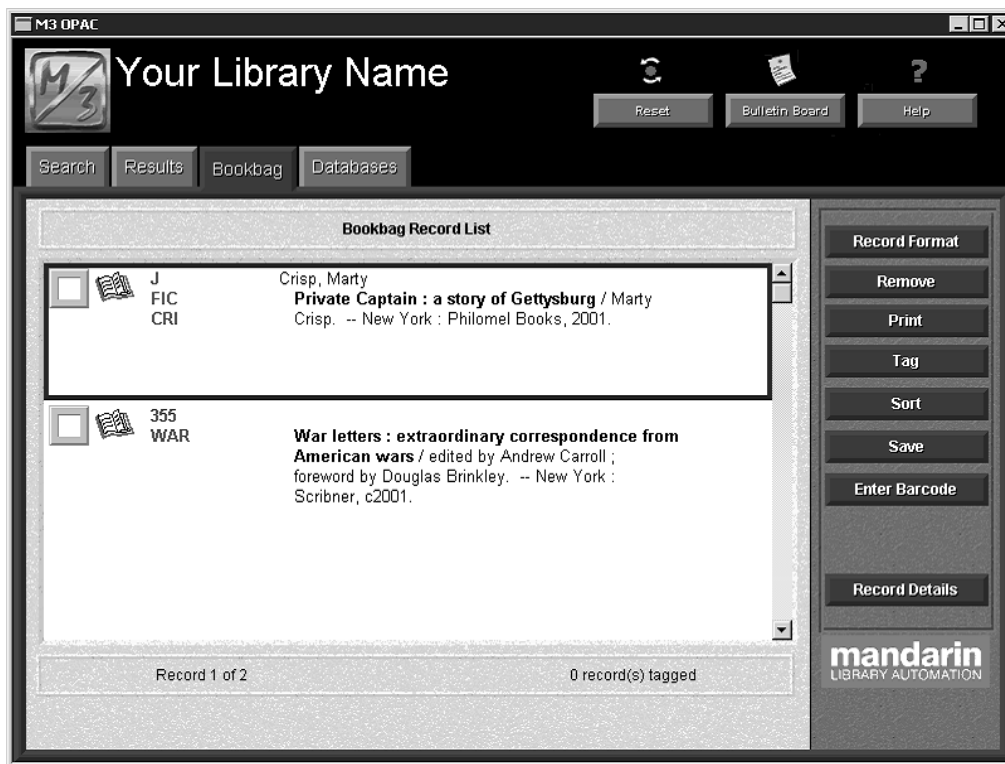 M3 OPAC
M/3
Your Library Name
Reset
Bulletin Board
?
Help
Search
Results
Bookbag
Databases
Bookbag Record List
J
FIC
CRI
Crisp, Marty
Private Captain : a story of Gettysburg / Marty
Crisp. -- New York : Philomel Books, 2001.
355
WAR
War letters : extraordinary correspondence from
American wars / edited by Andrew Carroll ;
foreword by Douglas Brinkley. -- New York :
Scribner, c2001.
Record 1 of 2
0 record(s) tagged
Record Format
Remove
Print
Tag
Sort
Save
Enter Barcode
Record Details
mandarin
LIBRARY AUTOMATION